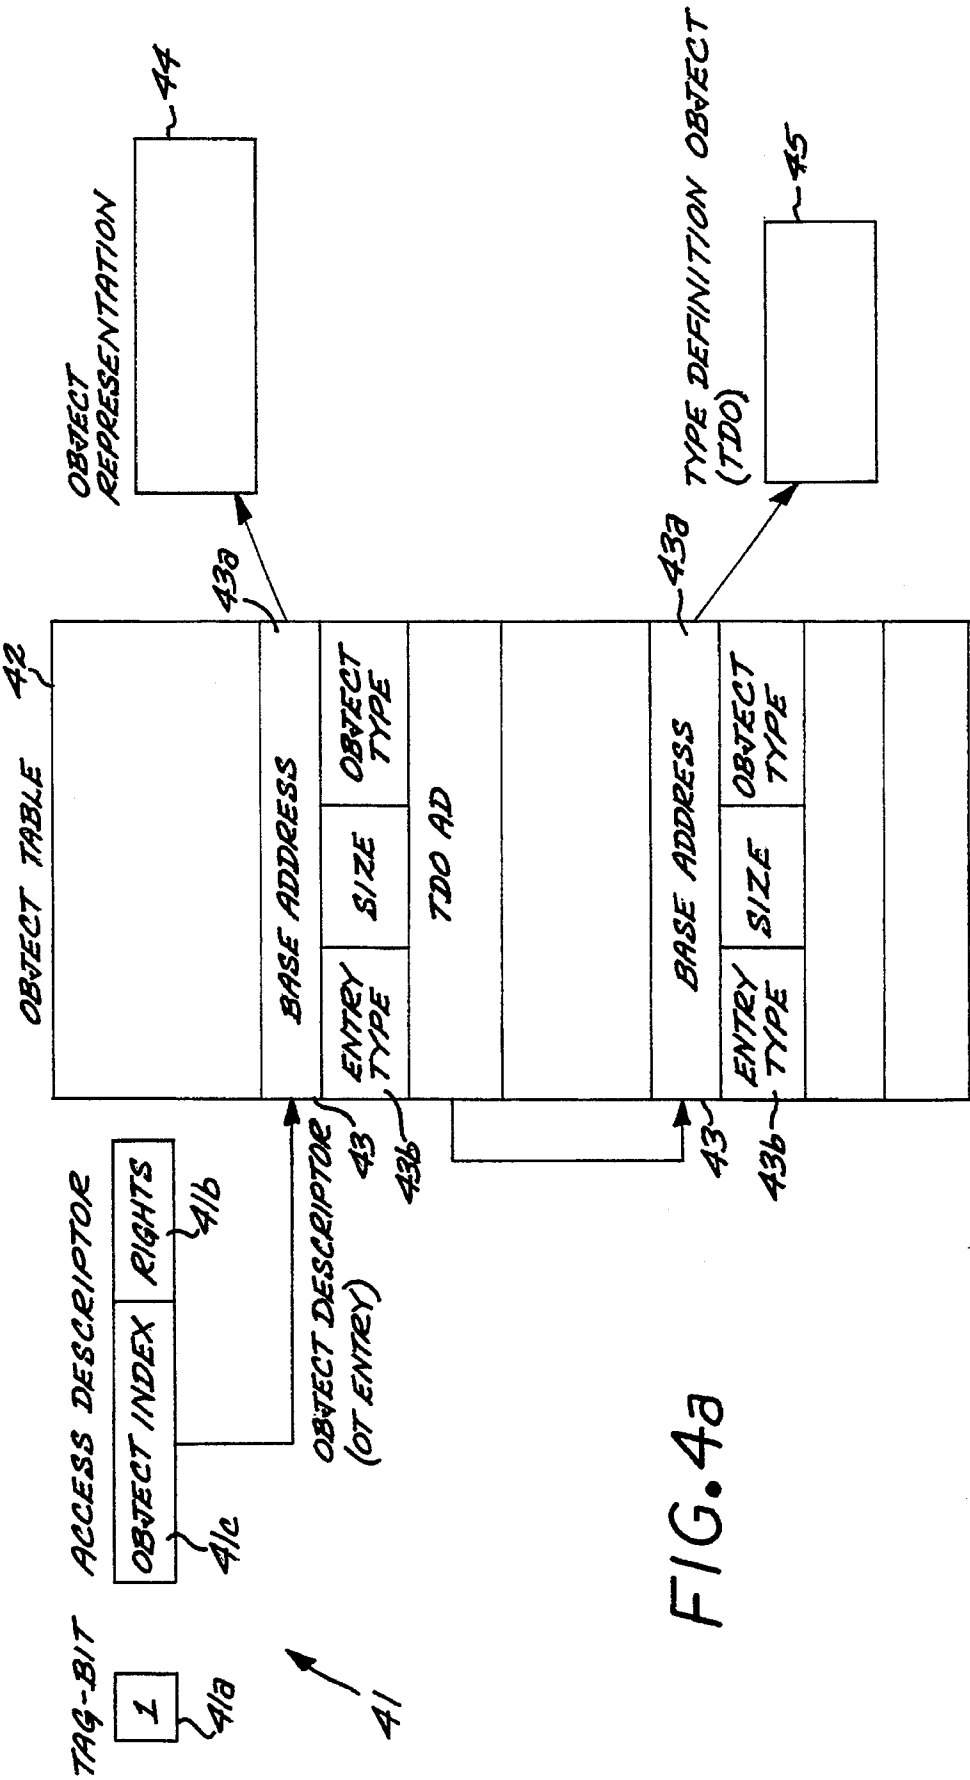 TAG-BIT
1
41a
41
ACCESS DESCRIPTOR
OBJECT INDEX
RIGHTS
41c
41b
OBJECT DESCRIPTOR
(OT ENTRY)
OBJECT TABLE
42
BASE ADDRESS
43a
43
ENTRY
TYPE
SIZE
OBJECT
TYPE
43b
TDO AD
BASE ADDRESS
43a
43
ENTRY
TYPE
SIZE
OBJECT
TYPE
43b
OBJECT
REPRESENTATION
44
TYPE DEFINITION OBJECT
(TDO)
45
FIG. 4a